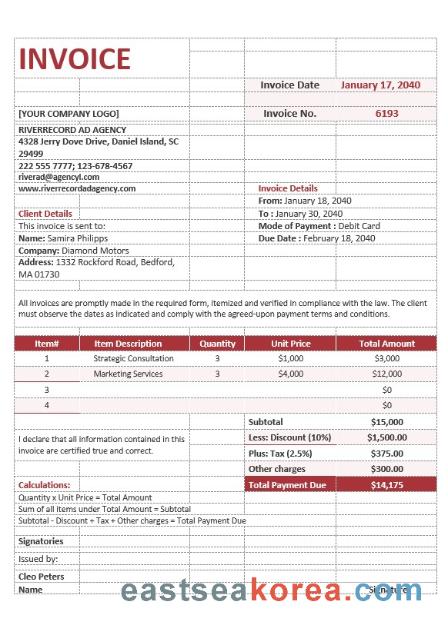 INVOICE
Invoice Date January 17, 2040
[YOUR COMPANY LOGO] Invoice No. 6193
RIVERRECORD AD AGENCY
4328 Jerry Dove Drive, Daniel Island, SC
29499
222 555 7777; 123-678-4567
riverad@agencyl.com
www.riverrecordadagency.com Invoice Details
From: January 18, 2040
Client Details To : January 30, 2040
This invoice is sent to: Mode of Payment : Debit Card
Name: Samira Philipps Due Date : February 18, 2040
Company: Diamond Motors
Address: 1332 Rockford Road, Bedford,
MA 01730
All invoices are promptly made in the required form, itemized and verified in compliance with the law. The client
must observe the dates as indicated and comply with the agreed-upon payment terms and conditions.
Item# Item Description Quantity Unit Price Total Amount
1 Strategic Consultation 3 $1,000 $3,000
2 Marketing Services 3 $4,000 $12,000
3 $0
4 $0
Subtotal $15,000
I declare that all information contained in this Less: Discount (10%) $1,500.00
invoice are certified true and correct. Plus: Tax (2.5%) $375.00
Other charges $300.00
Calculations: Total Payment Due $14,175
Quantity x Unit Price = Total Amount
Sum of all items under Total Amount = Subtotal
Subtotal - Discount + Tax + Other charges = Total Payment Due
Signatories
Issued by:
Cleo Peters
Name Signature
eastseakorea.com